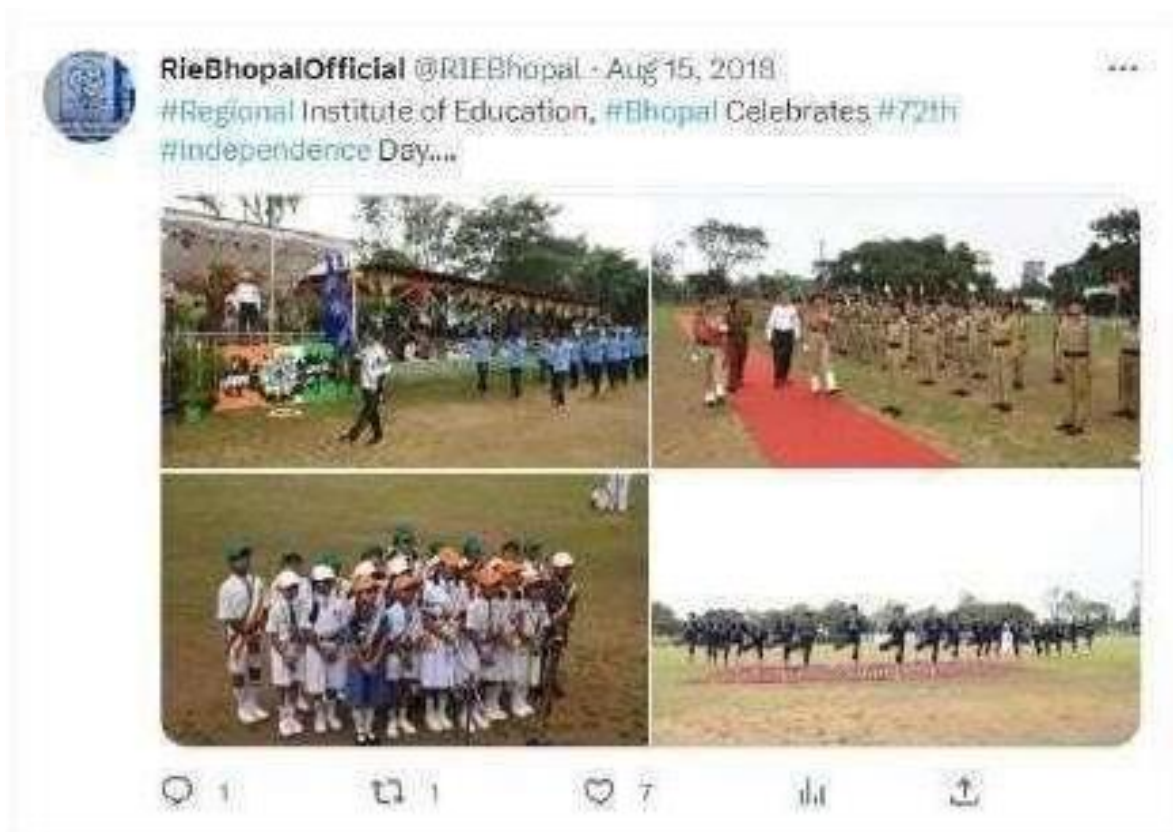 RieBhopalOfficial @RIEBhopal · Aug 15, 2018
#Regional Institute of Education, #Bhopal Celebrates #72th
#Independence Day....
1 1 7